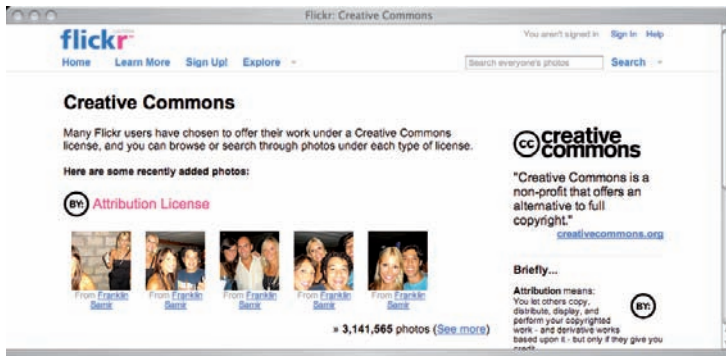 Flickr: Creative Commons
flickr
You aren't signed in Sign In Help
Home Learn More Sign Up! Explore
Search everyone's photos Search
Creative Commons
Many Flickr users have chosen to offer their work under a Creative Commons
license, and you can browse or search through photos under each type of license.
Here are some recently added photos:
BY: Attribution License
From Franklin
Samir
From Franklin
Samir
From Franklin
Samir
From Franklin
Samir
From Franklin
Samir
» 3,141,565 photos (See more)
cc creative
commons
"Creative Commons is a
non-profit that offers an
alternative to full
copyright."
creativecommons.org
Briefly...
Attribution means:
BY:
You let others copy,
distribute, display, and
perform your copyrighted
work - and derivative works
based upon it - but only if they give you
credit